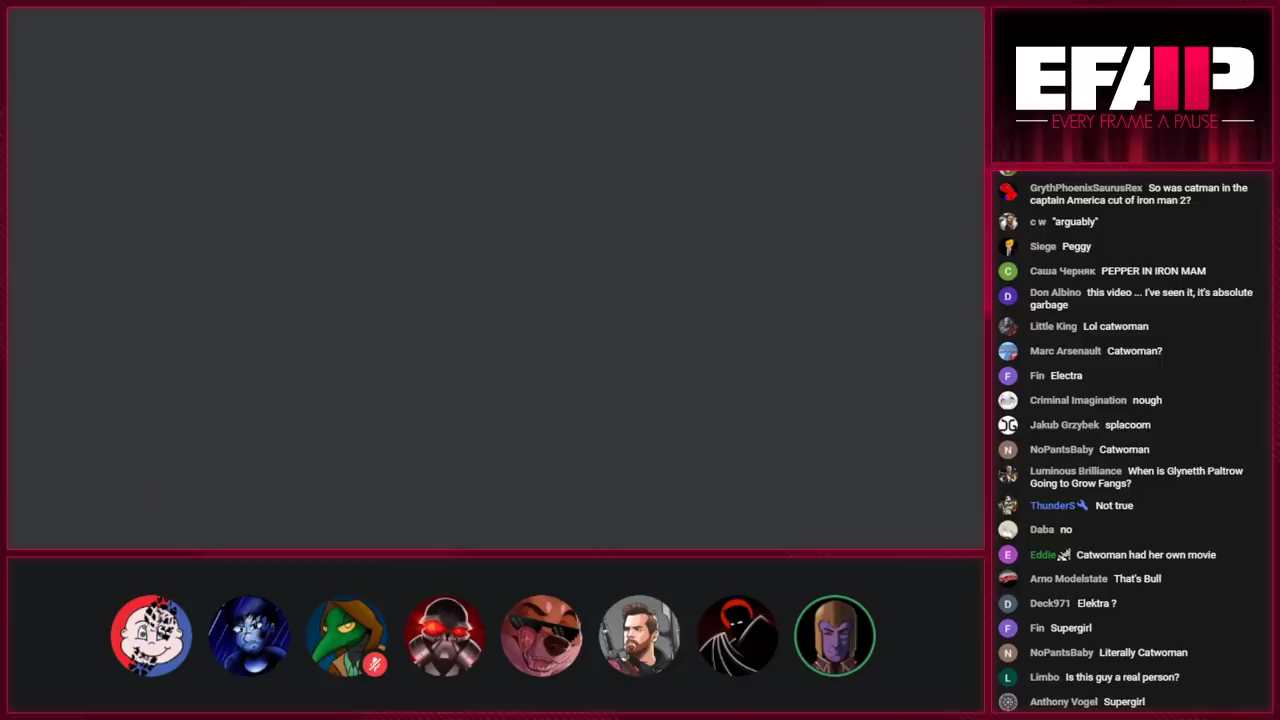 EFAP
EVERY FRAME A PAUSE
GrythPhoenixSaurusRex So was catman in the
captain America cut of iron man 2?
c w "arguably"
Siege Peggy
C Саша Черняк PEPPER IN IRON MAM
D Don Albino this video ... I've seen it, it's absolute
garbage
Little King Lol catwoman
Marc Arsenault Catwoman?
F Fin Electra
Criminal Imagination nough
JG Jakub Grzybek splacoom
N NoPantsBaby Catwoman
Luminous Brilliance When is Glynetth Paltrow
Going to Grow Fangs?
ThunderS Not true
Daba no
E Eddie Catwoman had her own movie
Arno Modelstate That's Bull
D Deck971 Elektra ?
F Fin Supergirl
N NoPantsBaby Literally Catwoman
L Limbo Is this guy a real person?
Anthony Vogel Supergirl